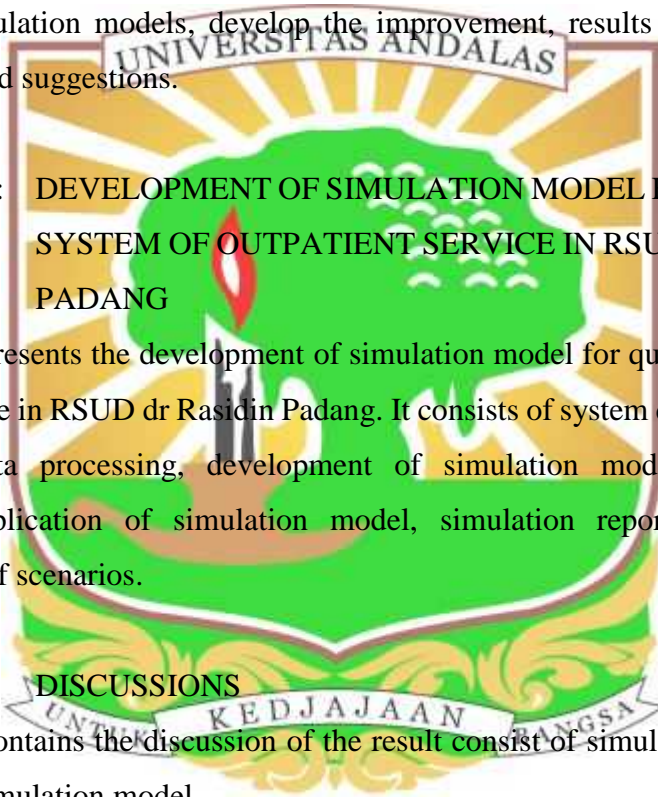 ulation models, develop the improvement, results
UNIVERSITAS ANDALAS
d suggestions.
: DEVELOPMENT OF SIMULATION MODEL
SYSTEM OF OUTPATIENT SERVICE IN RSU
PADANG
resents the development of simulation model for qu
e in RSUD dr Rasidin Padang. It consists of system
ta processing, development of simulation mod
plication of simulation model, simulation repor
f scenarios.
DISCUSSIONS
UNTUK KEDJAJAAN BANGSA
ontains the discussion of the result consist of simul
mulation model